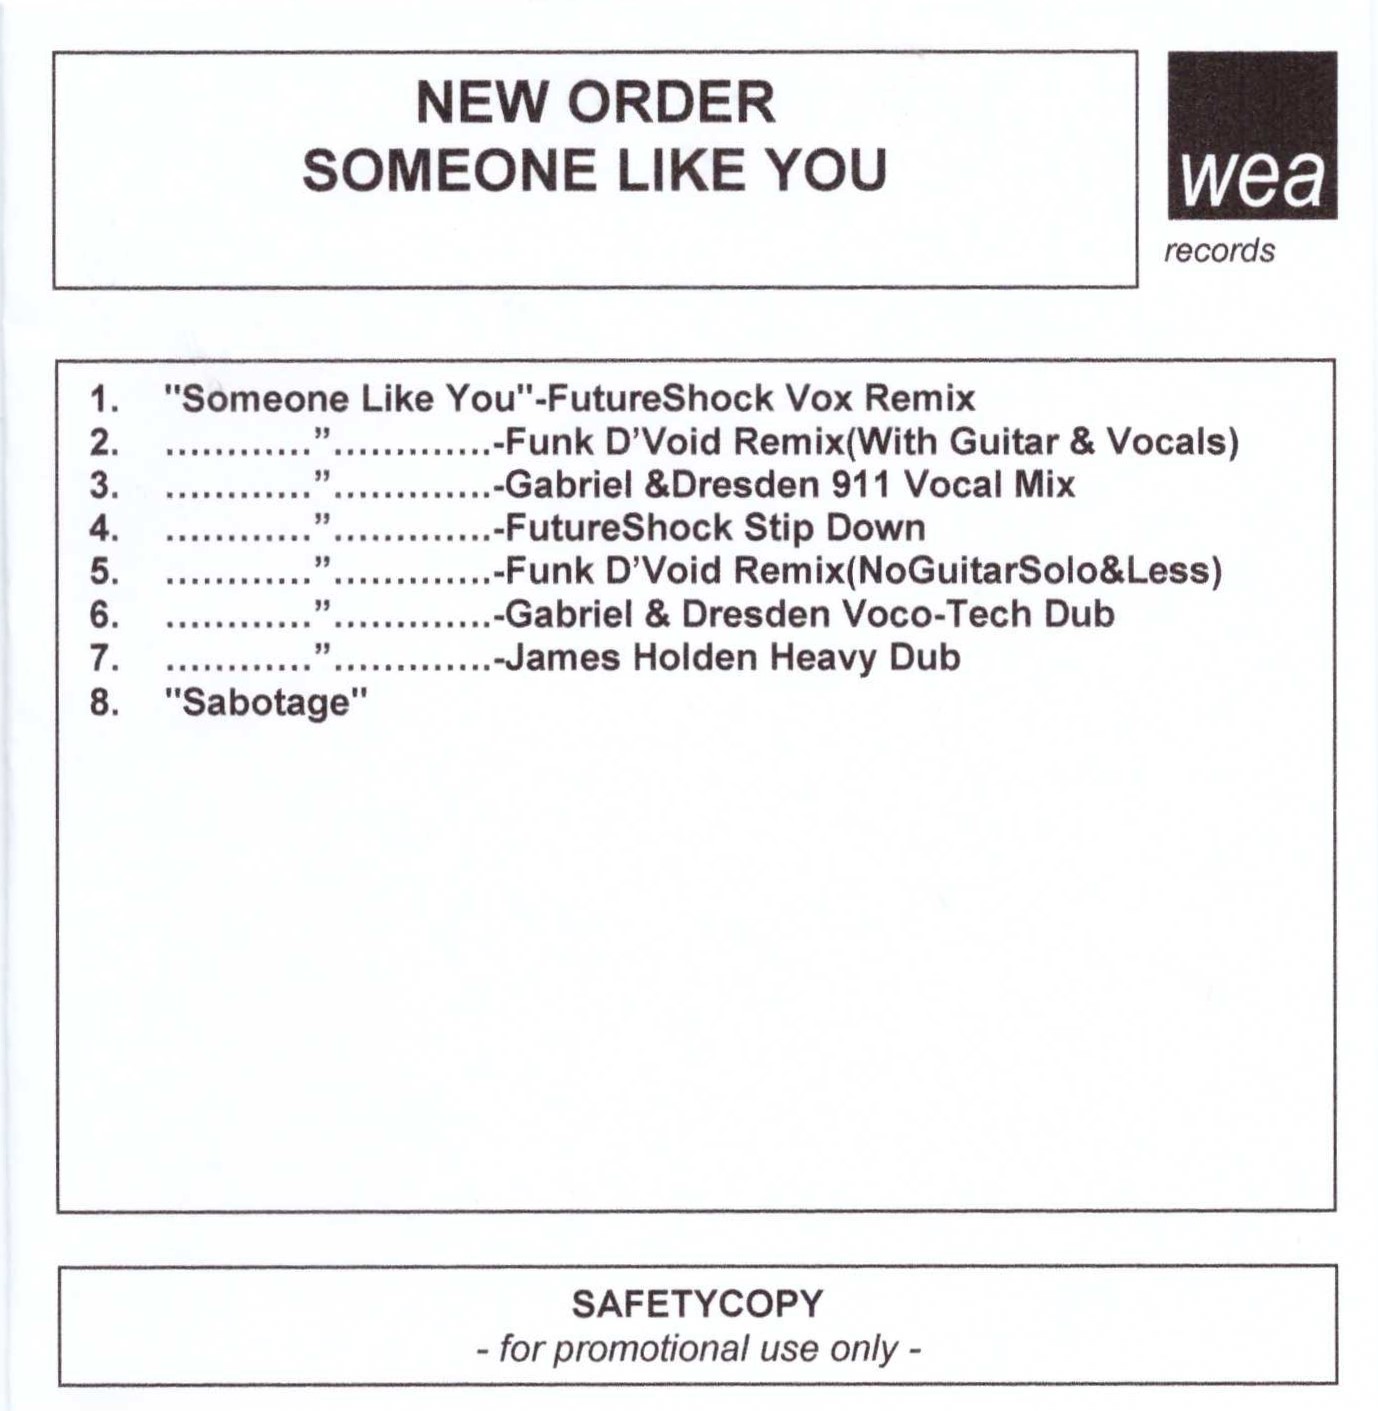 NEW ORDER
SOMEONE LIKE YOU
wea
records
1. "Someone Like You"-FutureShock Vox Remix
2. ............”.............-Funk D’Void Remix(With Guitar & Vocals)
3. ............”.............-Gabriel &Dresden 911 Vocal Mix
4. ............”.............-FutureShock Stip Down
5. ............”.............-Funk D’Void Remix(NoGuitarSolo&Less)
6. ............”.............-Gabriel & Dresden Voco-Tech Dub
7. ............”.............-James Holden Heavy Dub
8. "Sabotage"
SAFETYCOPY
- for promotional use only -